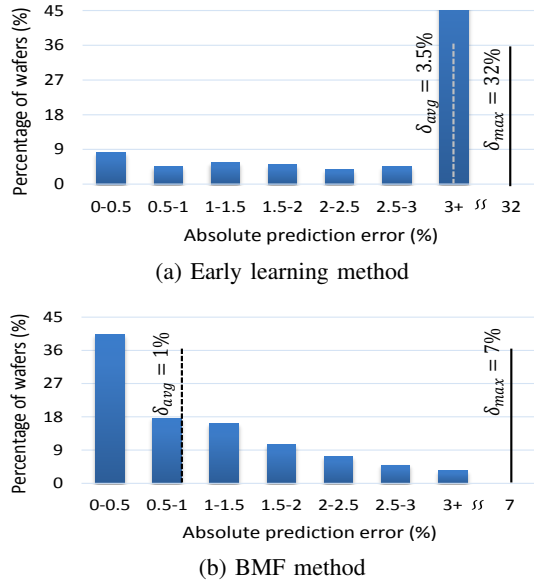 Percentage of wafers (%)
45
36
27
18
9
0
δavg = 3.5%
δmax = 32%
0-0.5 0.5-1 1-1.5 1.5-2 2-2.5 2.5-3 3+ ∬ 32
Absolute prediction error (%)
(a) Early learning method
Percentage of wafers (%)
45
36
27
18
9
0
δavg = 1%
δmax = 7%
0-0.5 0.5-1 1-1.5 1.5-2 2-2.5 2.5-3 3+ ∬ 7
Absolute prediction error (%)
(b) BMF method